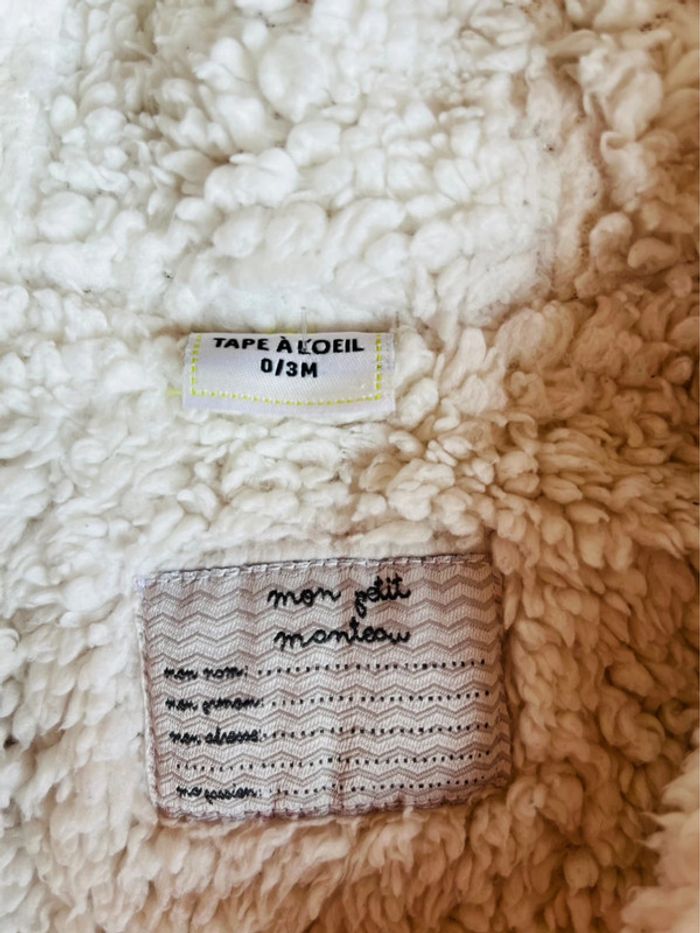 TAPE À L'OEIL
0/3M
mon petit
manteau
mon nom:
mon prénom:
mon adresse:
ma passion: